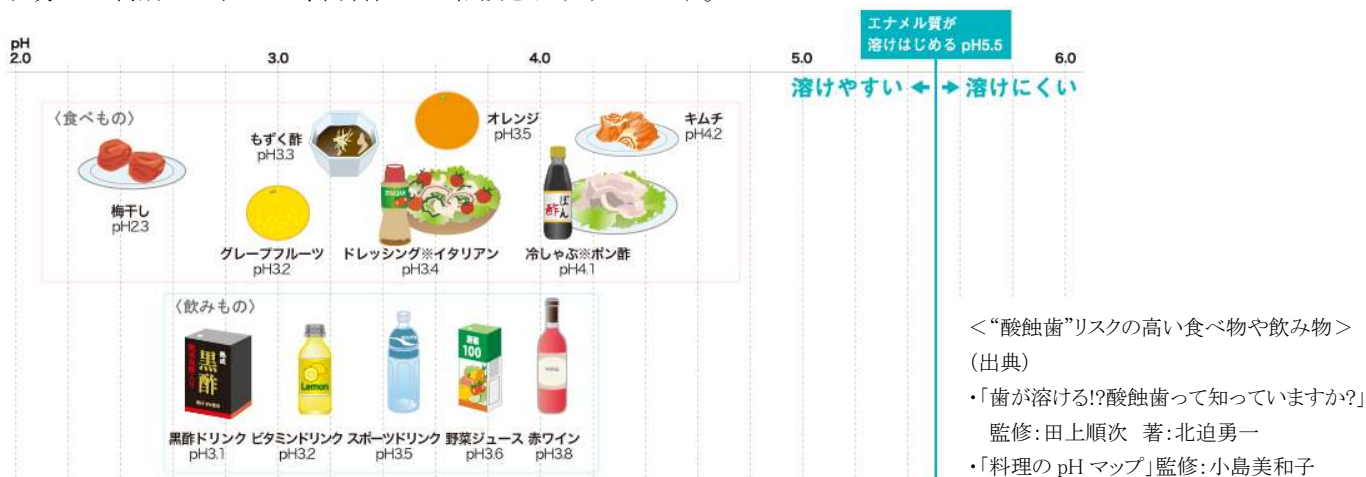 エナメル質が
溶けはじめる pH5.5
pH
2.0 3.0 4.0 5.0 6.0
溶けやすい ← → 溶けにくい
〈食べもの〉
梅干し
pH2.3
もずく酢
pH3.3
オレンジ
pH3.5
キムチ
pH4.2
グレープフルーツ
pH3.2
ドレッシング※イタリアン
pH3.4
ぽん
酢
冷しゃぶ※ポン酢
pH4.1
〈飲みもの〉
黒酢
Lemon
100
WINE
黒酢ドリンク
pH3.1
ビタミンドリンク
pH3.2
スポーツドリンク
pH3.5
野菜ジュース
pH3.6
赤ワイン
pH3.8
<“酸蝕歯”リスクの高い食べ物や飲み物>
(出典)
・「歯が溶ける!?酸蝕歯って知っていますか?」
監修:田上順次 著:北迫勇一
・「料理の pH マップ」監修:小島美和子